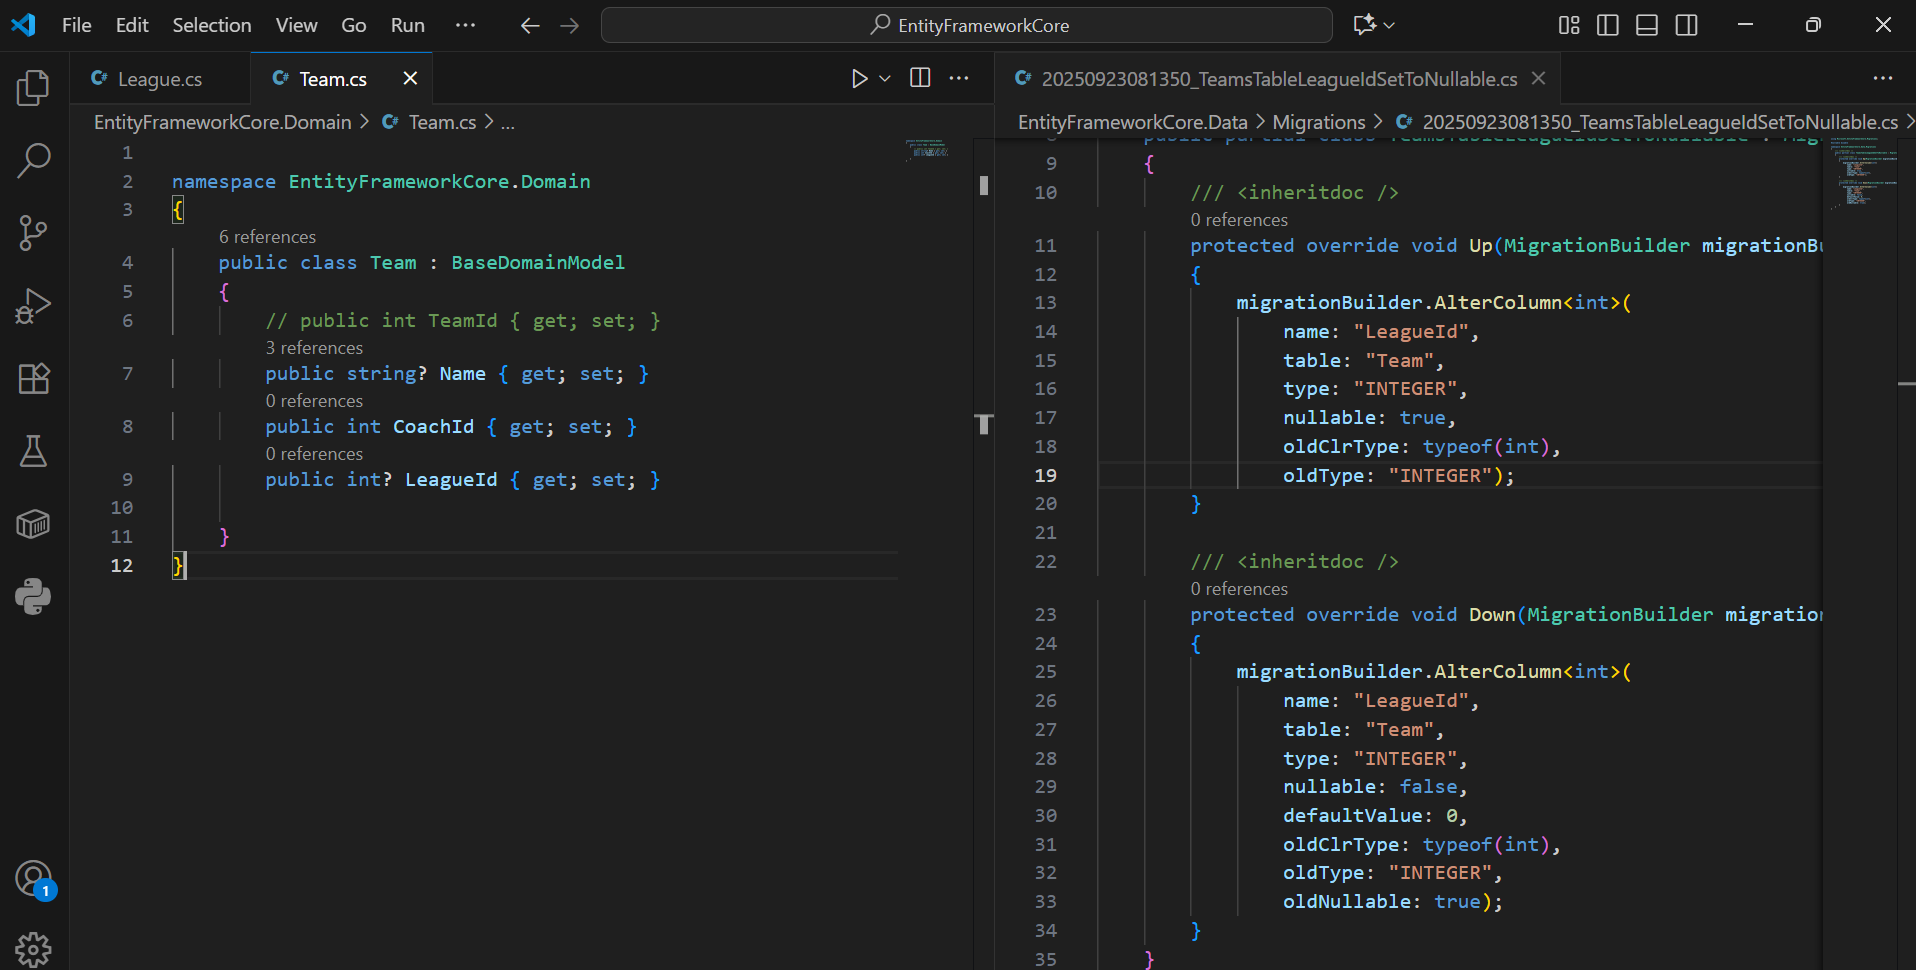 File Edit Selection View Go Run ··· EntityFrameworkCore
League.cs Team.cs
EntityFrameworkCore.Domain > Team.cs > ...
1
2 namespace EntityFrameworkCore.Domain
3 {
6 references
4 public class Team : BaseDomainModel
5 {
6 // public int TeamId { get; set; }
3 references
7 public string? Name { get; set; }
0 references
8 public int CoachId { get; set; }
0 references
9 public int? LeagueId { get; set; }
10
11 }
12 }
1
20250923081350_TeamsTableLeagueIdSetToNullable.cs
EntityFrameworkCore.Data > Migrations > 20250923081350_TeamsTableLeagueIdSetToNullable.cs >
9 {
10 /// <inheritdoc />
0 references
11 protected override void Up(MigrationBuilder migrationBu
12 {
13 migrationBuilder.AlterColumn<int>(
14 name: "LeagueId",
15 table: "Team",
16 type: "INTEGER",
17 nullable: true,
18 oldClrType: typeof(int),
19 oldType: "INTEGER");
20 }
21
22 /// <inheritdoc />
0 references
23 protected override void Down(MigrationBuilder migration
24 {
25 migrationBuilder.AlterColumn<int>(
26 name: "LeagueId",
27 table: "Team",
28 type: "INTEGER",
29 nullable: false,
30 defaultValue: 0,
31 oldClrType: typeof(int),
32 oldType: "INTEGER",
33 oldNullable: true);
34 }
35 }